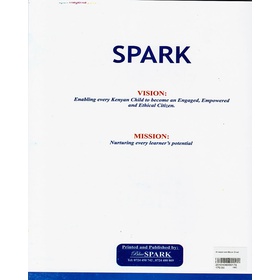 SPARK
VISION:
Enabling every Kenyan Child to become an Engaged, Empowered
and Ethical Citizen.
MISSION:
Nurturing every learner's potential
Printed and Published by:
Blue SPARK